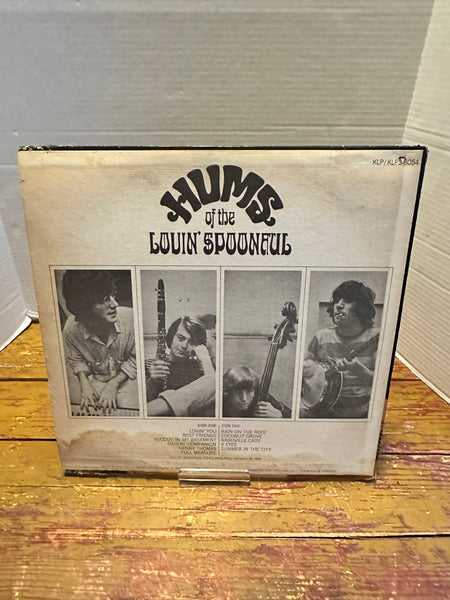 KLP/KLPS 8054
HUMS
of the
LOVIN' SPOONFUL
side one
LOVIN' YOU
BEST FRIENDS
VOODOO IN MY BASEMENT
DARLIN' COMPANION
HENRY THOMAS
FULL MEASURE
side two
RAIN ON THE ROOF
COCONUT GROVE
NASHVILLE CATS
4 EYES
SUMMER IN THE CITY